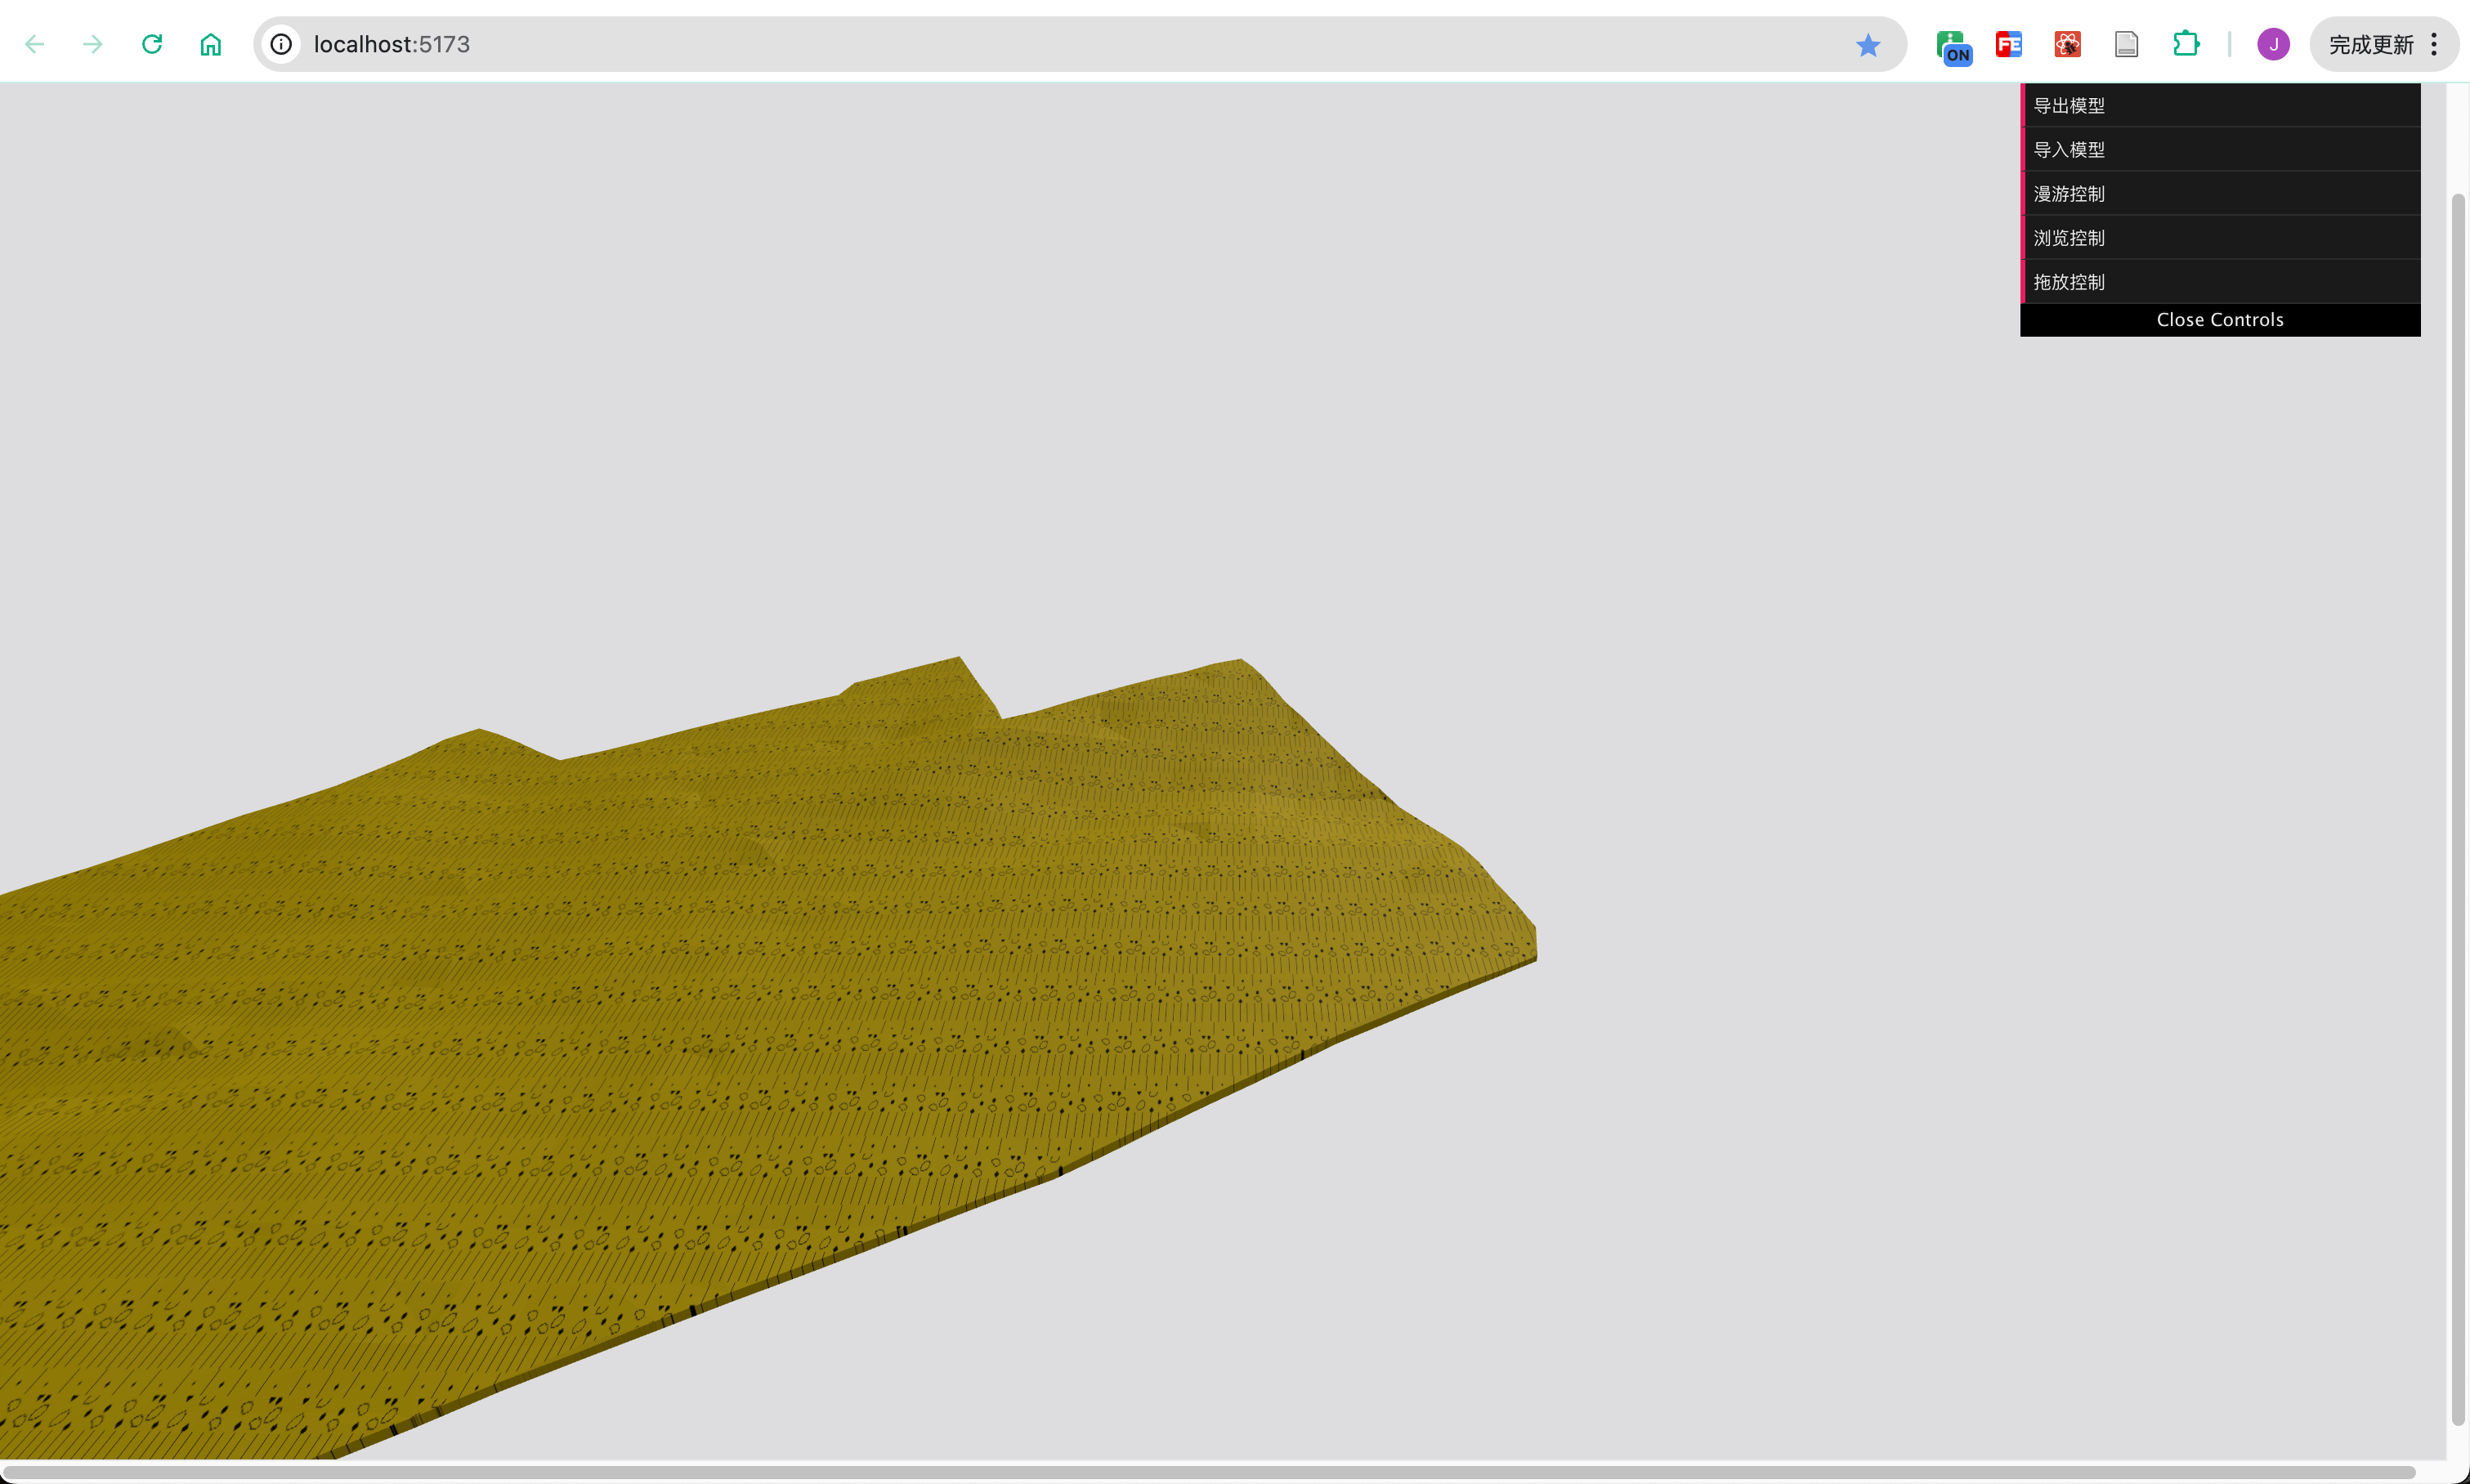 localhost:5173
ON
FE
J
完成更新
导出模型
导入模型
漫游控制
浏览控制
拖放控制
Close Controls